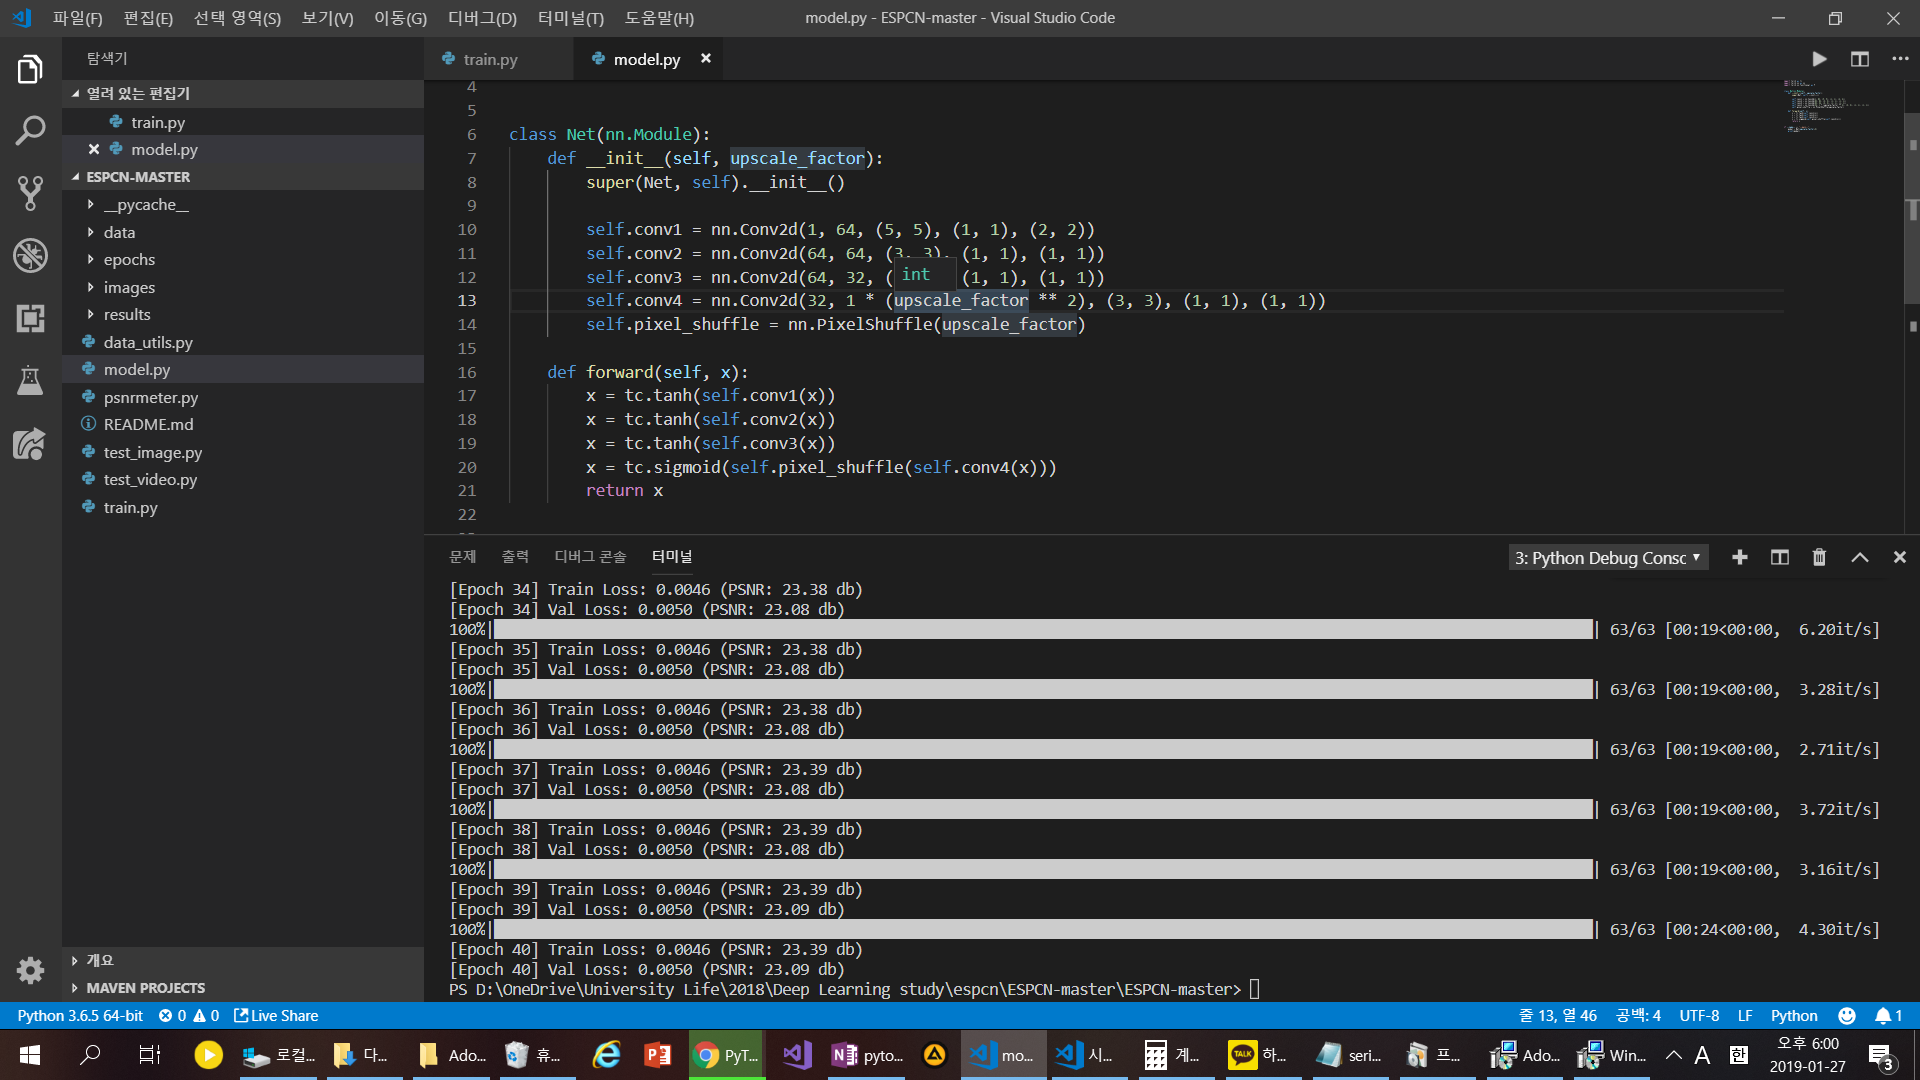 파일(F) 편집(E) 선택 영역(S) 보기(V) 이동(G) 디버그(D) 터미널(T) 도움말(H)
model.py - ESPCN-master - Visual Studio Code
탐색기
열려 있는 편집기
train.py
model.py
ESPCN-MASTER
__pycache__
data
epochs
images
results
data_utils.py
model.py
psnrmeter.py
README.md
test_image.py
test_video.py
train.py
개요
MAVEN PROJECTS
train.py model.py
4
5
6 class Net(nn.Module):
7 def __init__(self, upscale_factor):
8 super(Net, self).__init__()
9
10 self.conv1 = nn.Conv2d(1, 64, (5, 5), (1, 1), (2, 2))
11 self.conv2 = nn.Conv2d(64, 64, (3, 3), (1, 1), (1, 1))
12 self.conv3 = nn.Conv2d(64, 32, ( (1, 1), (1, 1))
int
13 self.conv4 = nn.Conv2d(32, 1 * (upscale_factor ** 2), (3, 3), (1, 1), (1, 1))
14 self.pixel_shuffle = nn.PixelShuffle(upscale_factor)
15
16 def forward(self, x):
17 x = tc.tanh(self.conv1(x))
18 x = tc.tanh(self.conv2(x))
19 x = tc.tanh(self.conv3(x))
20 x = tc.sigmoid(self.pixel_shuffle(self.conv4(x)))
21 return x
22
문제 출력 디버그 콘솔 터미널
3: Python Debug Consc
[Epoch 34] Train Loss: 0.0046 (PSNR: 23.38 db)
[Epoch 34] Val Loss: 0.0050 (PSNR: 23.08 db)
100%| | 63/63 [00:19<00:00, 6.20it/s]
[Epoch 35] Train Loss: 0.0046 (PSNR: 23.38 db)
[Epoch 35] Val Loss: 0.0050 (PSNR: 23.08 db)
100%| | 63/63 [00:19<00:00, 3.28it/s]
[Epoch 36] Train Loss: 0.0046 (PSNR: 23.38 db)
[Epoch 36] Val Loss: 0.0050 (PSNR: 23.08 db)
100%| | 63/63 [00:19<00:00, 2.71it/s]
[Epoch 37] Train Loss: 0.0046 (PSNR: 23.39 db)
[Epoch 37] Val Loss: 0.0050 (PSNR: 23.08 db)
100%| | 63/63 [00:19<00:00, 3.72it/s]
[Epoch 38] Train Loss: 0.0046 (PSNR: 23.39 db)
[Epoch 38] Val Loss: 0.0050 (PSNR: 23.08 db)
100%| | 63/63 [00:19<00:00, 3.16it/s]
[Epoch 39] Train Loss: 0.0046 (PSNR: 23.39 db)
[Epoch 39] Val Loss: 0.0050 (PSNR: 23.09 db)
100%| | 63/63 [00:24<00:00, 4.30it/s]
[Epoch 40] Train Loss: 0.0046 (PSNR: 23.39 db)
[Epoch 40] Val Loss: 0.0050 (PSNR: 23.09 db)
PS D:\OneDrive\University Life\2018\Deep Learning study\espcn\ESPCN-master\ESPCN-master>
Python 3.6.5 64-bit 0 0 Live Share 줄 13, 열 46 공백: 4 UTF-8 LF Python 1
로컬... 다... Ado... 휴... PyT... pyto... mo... 시... 계... 하... seri... 프... Ado... Win... A 한 오후 6:00
2019-01-27 3